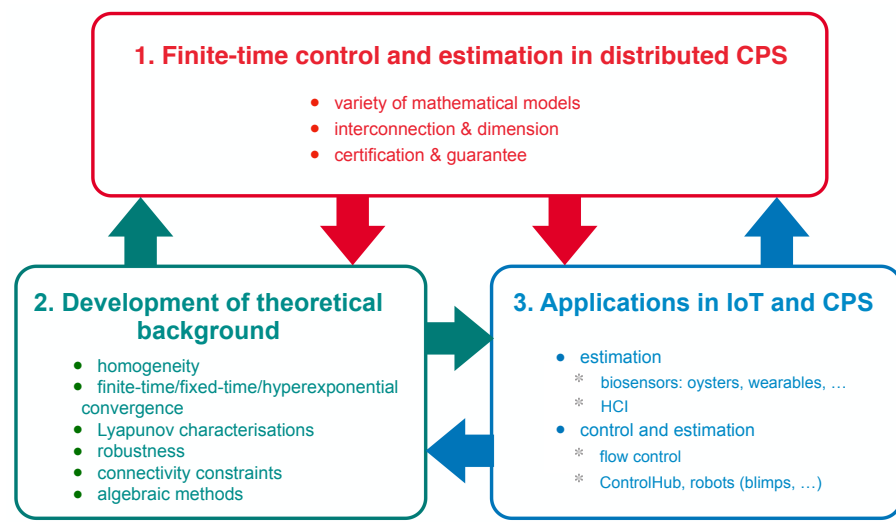 1. Finite-time control and estimation in distributed CPS
● variety of mathematical models
● interconnection & dimension
● certification & guarantee
2. Development of theoretical
background
● homogeneity
● finite-time/fixed-time/hyperexponential
convergence
● Lyapunov characterisations
● robustness
● connectivity constraints
● algebraic methods
3. Applications in IoT and CPS
● estimation
* biosensors: oysters, wearables, …
* HCI
● control and estimation
* flow control
* ControlHub, robots (blimps, …)